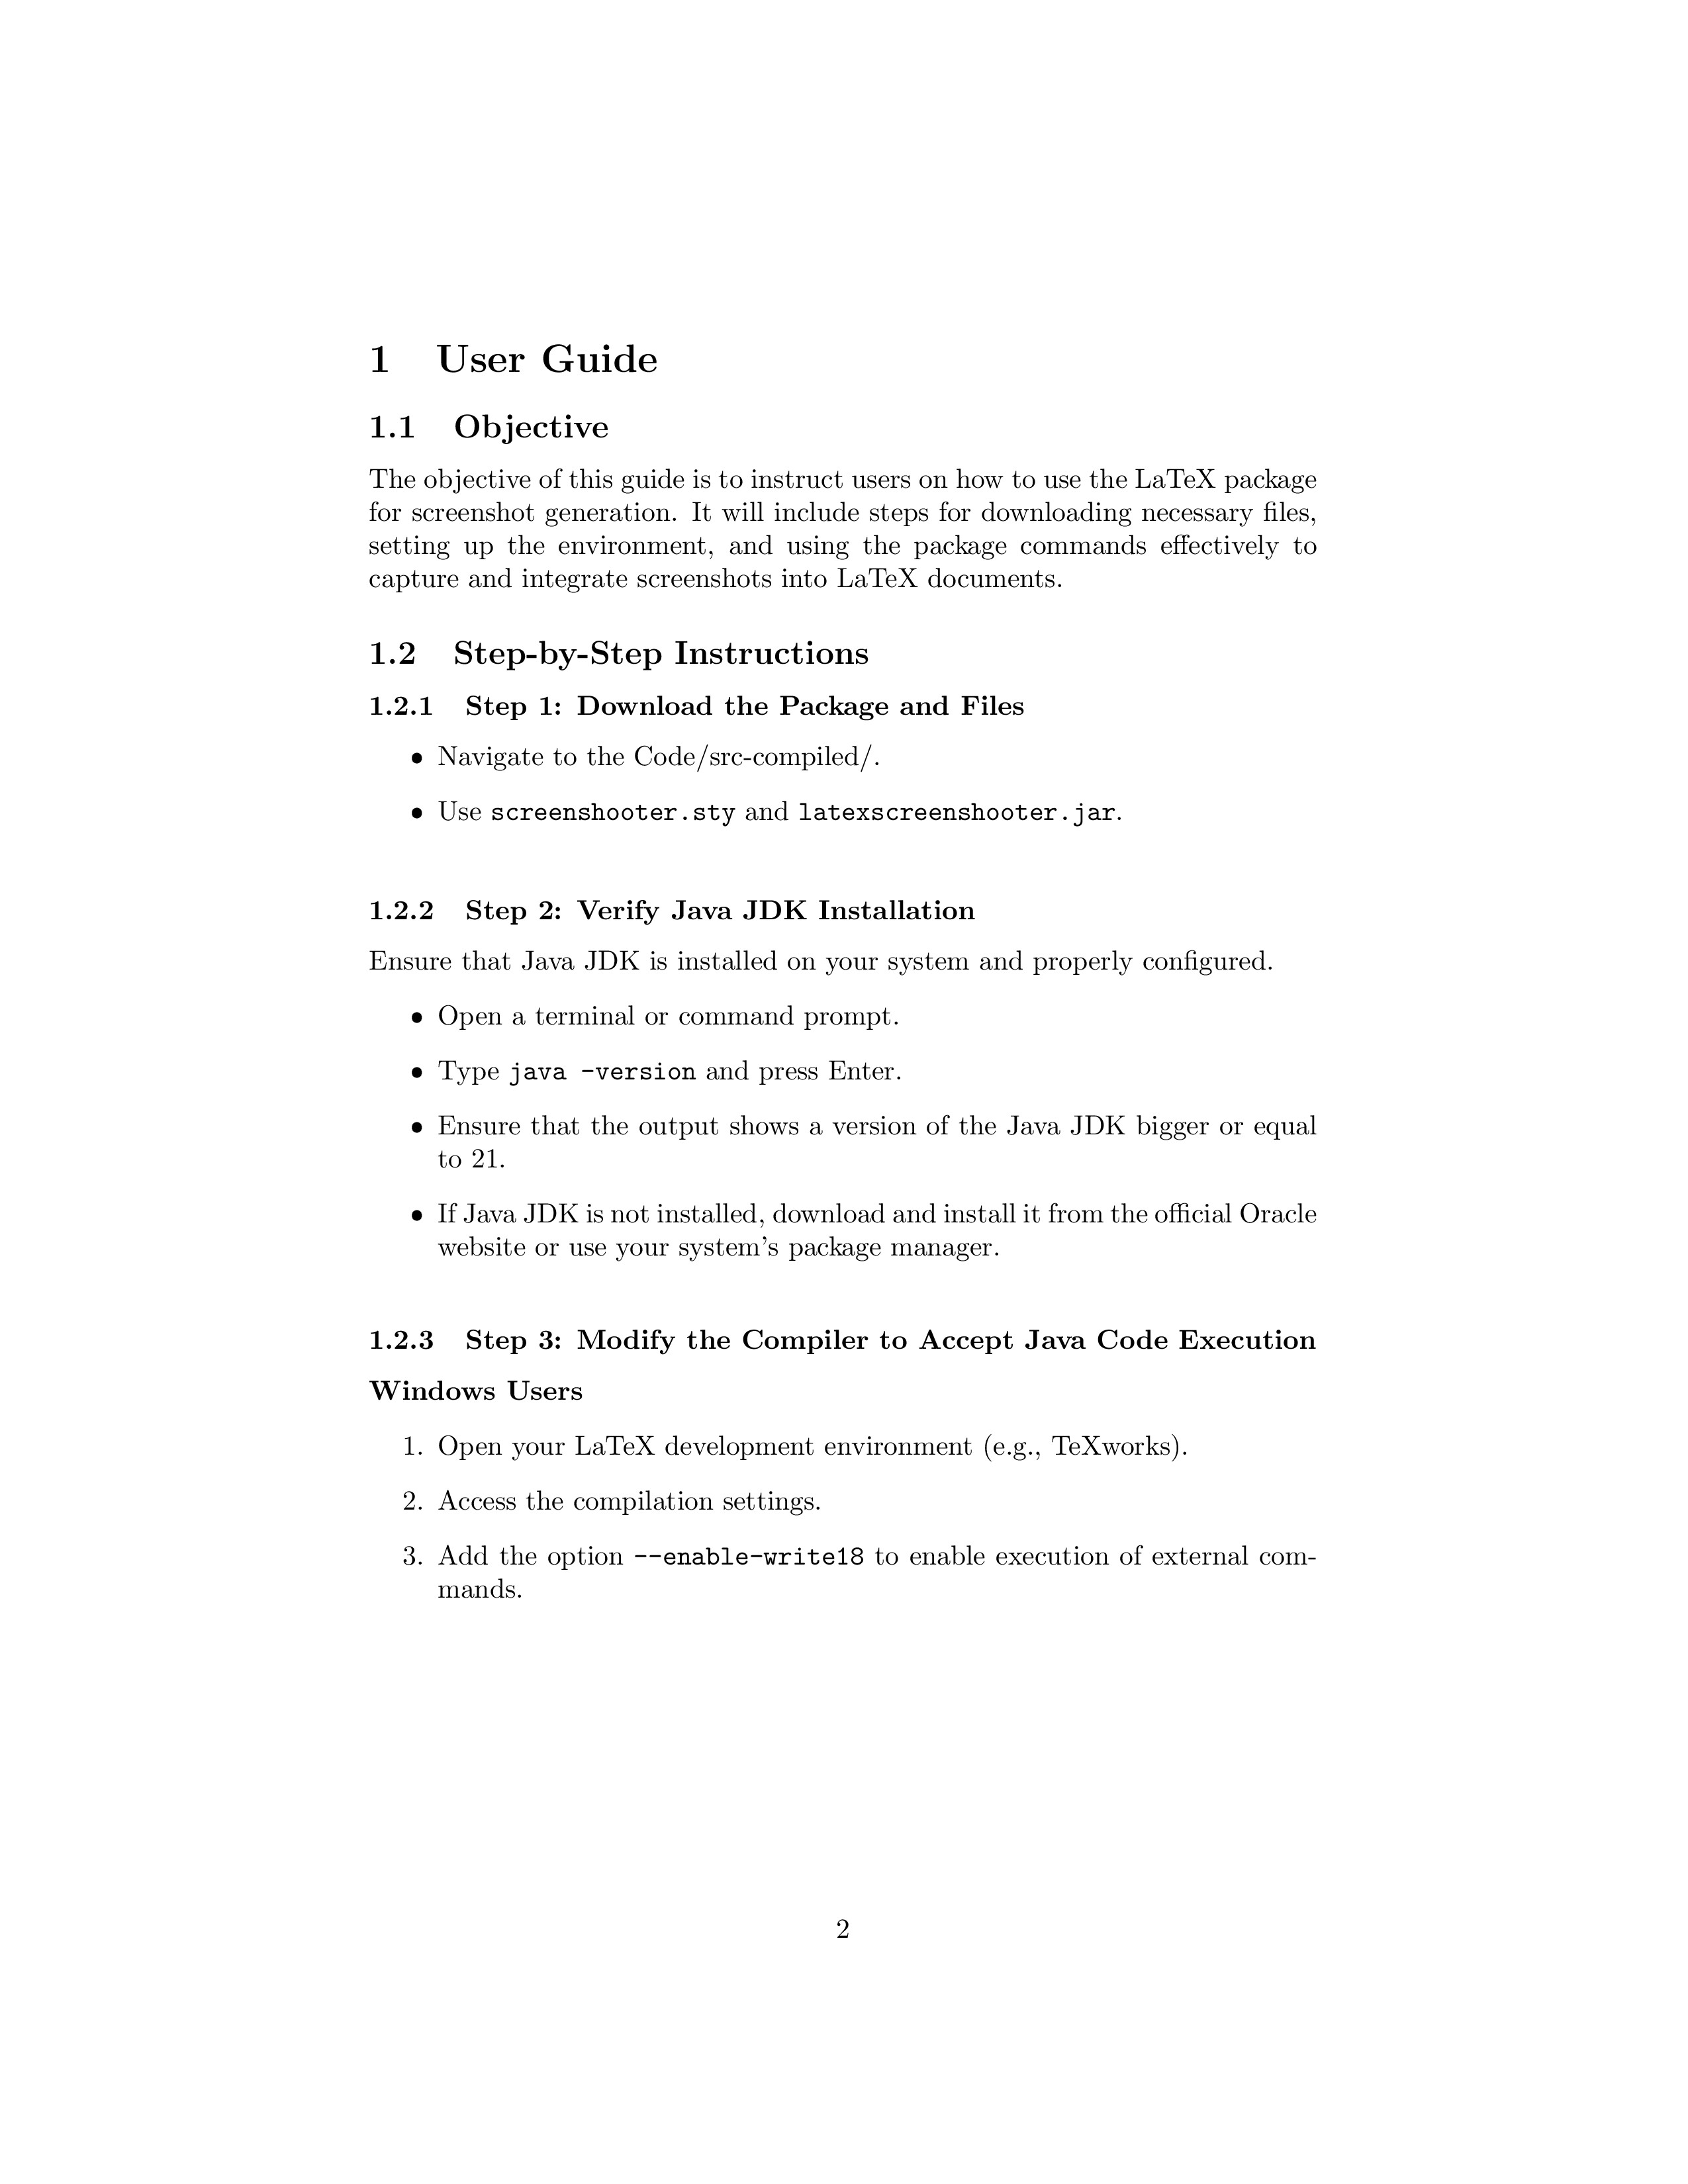 1 User Guide
1.1 Objective
The objective of this guide is to instruct users on how to use the LaTeX package
for screenshot generation. It will include steps for downloading necessary files,
setting up the environment, and using the package commands effectively to
capture and integrate screenshots into LaTeX documents.
1.2 Step-by-Step Instructions
1.2.1 Step 1: Download the Package and Files
• Navigate to the Code/src-compiled/.
• Use screenshooter.sty and latexscreenshooter.jar.
1.2.2 Step 2: Verify Java JDK Installation
Ensure that Java JDK is installed on your system and properly configured.
• Open a terminal or command prompt.
• Type java -version and press Enter.
• Ensure that the output shows a version of the Java JDK bigger or equal
to 21.
• If Java JDK is not installed, download and install it from the official Oracle
website or use your system's package manager.
1.2.3 Step 3: Modify the Compiler to Accept Java Code Execution
Windows Users
1. Open your LaTeX development environment (e.g., TeXworks).
2. Access the compilation settings.
3. Add the option --enable-write18 to enable execution of external com-
mands.
2